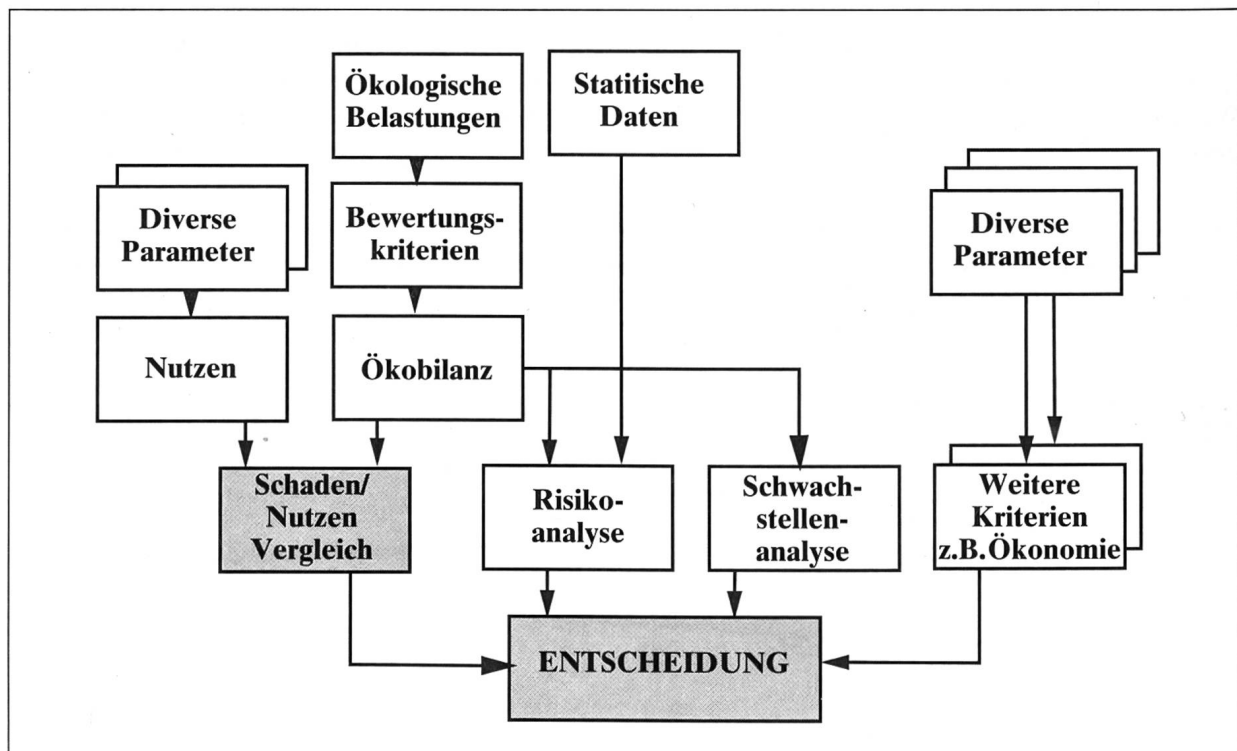 Ökologische
Belastungen
Statitische
Daten
Diverse
Parameter
Bewertungs-
kriterien
Diverse
Parameter
Nutzen
Ökobilanz
Schaden/
Nutzen
Vergleich
Risiko-
analyse
Schwach-
stellen-
analyse
Weitere
Kriterien
z.B. Ökonomie
ENTSCHEIDUNG